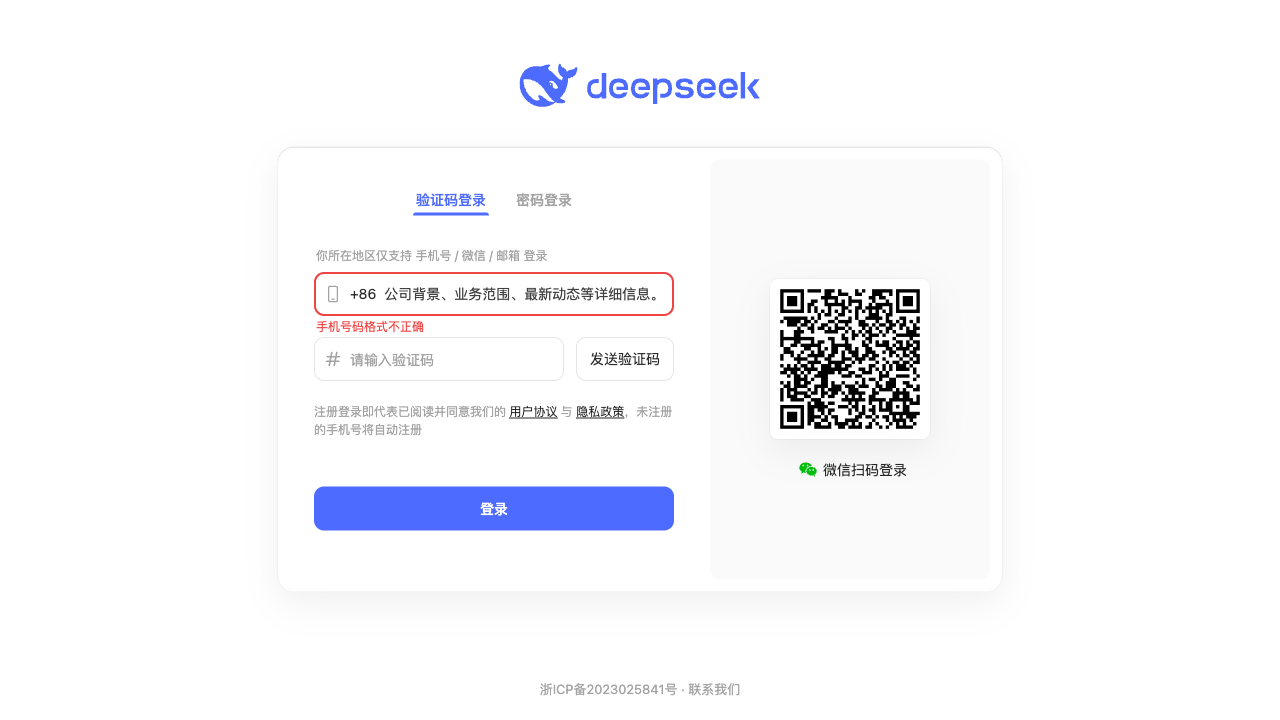 deepseek
验证码登录 密码登录
你所在地区仅支持 手机号 / 微信 / 邮箱 登录
+86 公司背景、业务范围、最新动态等详细信息。
手机号码格式不正确
请输入验证码 发送验证码
注册登录即代表已阅读并同意我们的 用户协议 与 隐私政策，未注册
的手机号将自动注册
登录
微信扫码登录
浙ICP备2023025841号 · 联系我们